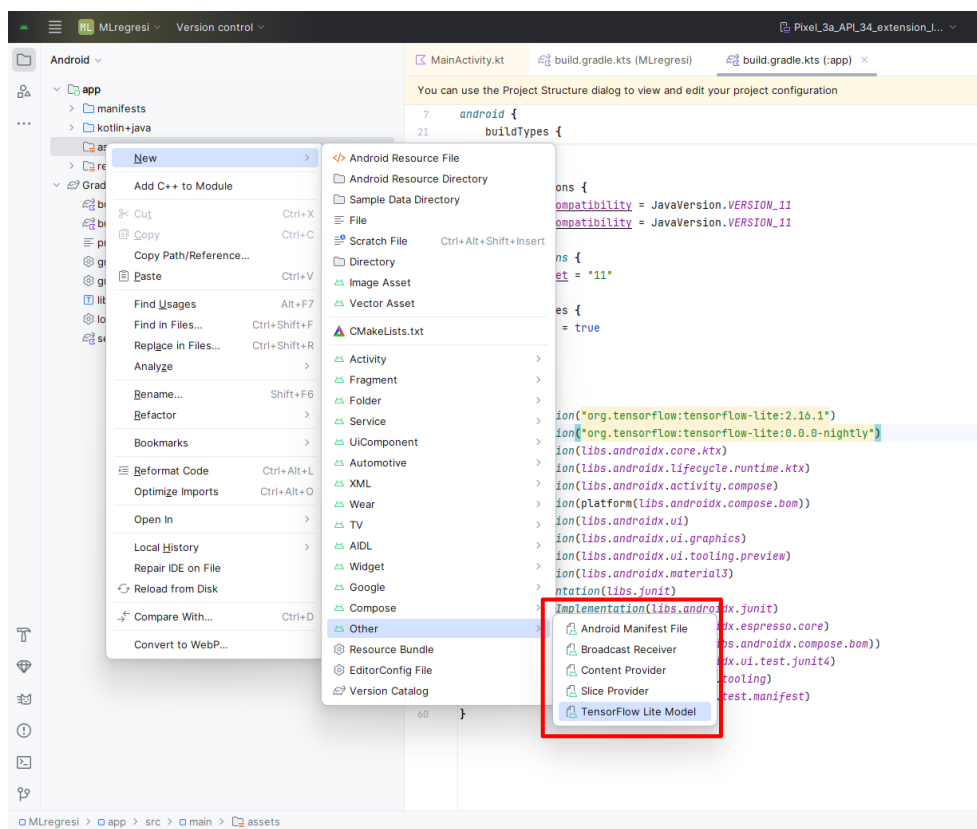 ML MLregresi Version control Pixel_3a_API_34_extension_l...
Android
MainActivity.kt build.gradle.kts (MLregresi) build.gradle.kts (:app)
You can use the Project Structure dialog to view and edit your project configuration
app
manifests
kotlin+java
Grad
New
Add C++ to Module
Cut Ctrl+X
Copy Ctrl+C
Copy Path/Reference...
Paste Ctrl+V
Find Usages Alt+F7
Find in Files... Ctrl+Shift+F
Replace in Files... Ctrl+Shift+R
Analyze
Rename... Shift+F6
Refactor
Bookmarks
Reformat Code Ctrl+Alt+L
Optimize Imports Ctrl+Alt+O
Open In
Local History
Repair IDE on File
Reload from Disk
Compare With... Ctrl+D
Convert to WebP...
Android Resource File
Android Resource Directory
Sample Data Directory
File
Scratch File Ctrl+Alt+Shift+Insert
Directory
Image Asset
Vector Asset
CMakeLists.txt
Activity
Fragment
Folder
Service
UiComponent
Automotive
XML
Wear
TV
AIDL
Widget
Google
Compose
Other
Resource Bundle
EditorConfig File
Version Catalog
Android Manifest File
Broadcast Receiver
Content Provider
Slice Provider
TensorFlow Lite Model
7 android {
21 buildTypes {
ons {
ompatibility = JavaVersion.VERSION_11
ompatibility = JavaVersion.VERSION_11
ns {
et = "11"
es {
= true
ion("org.tensorflow:tensorflow-lite:2.16.1")
ion("org.tensorflow:tensorflow-lite:0.0.0-nightly")
ion(libs.androidx.core.ktx)
ion(libs.androidx.lifecycle.runtime.ktx)
ion(libs.androidx.activity.compose)
ion(platform(libs.androidx.compose.bom))
ion(libs.androidx.ui)
ion(libs.androidx.ui.graphics)
ion(libs.androidx.ui.tooling.preview)
ion(libs.androidx.material3)
ntation(libs.junit)
Implementation(libs.androidx.junit)
dx.espresso.core)
bs.androidx.compose.bom))
dx.ui.test.junit4)
.tooling)
.test.manifest)
60 }
MLregresi > app > src > main > assets